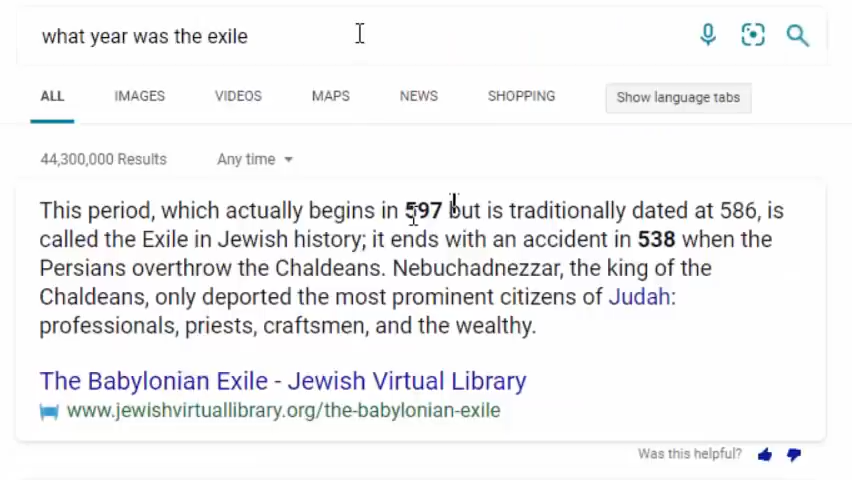 what year was the exile
ALL IMAGES VIDEOS MAPS NEWS SHOPPING Show language tabs
44,300,000 Results Any time
This period, which actually begins in 597 but is traditionally dated at 586, is
called the Exile in Jewish history; it ends with an accident in 538 when the
Persians overthrow the Chaldeans. Nebuchadnezzar, the king of the
Chaldeans, only deported the most prominent citizens of Judah:
professionals, priests, craftsmen, and the wealthy.
The Babylonian Exile - Jewish Virtual Library
www.jewishvirtuallibrary.org/the-babylonian-exile
Was this helpful?